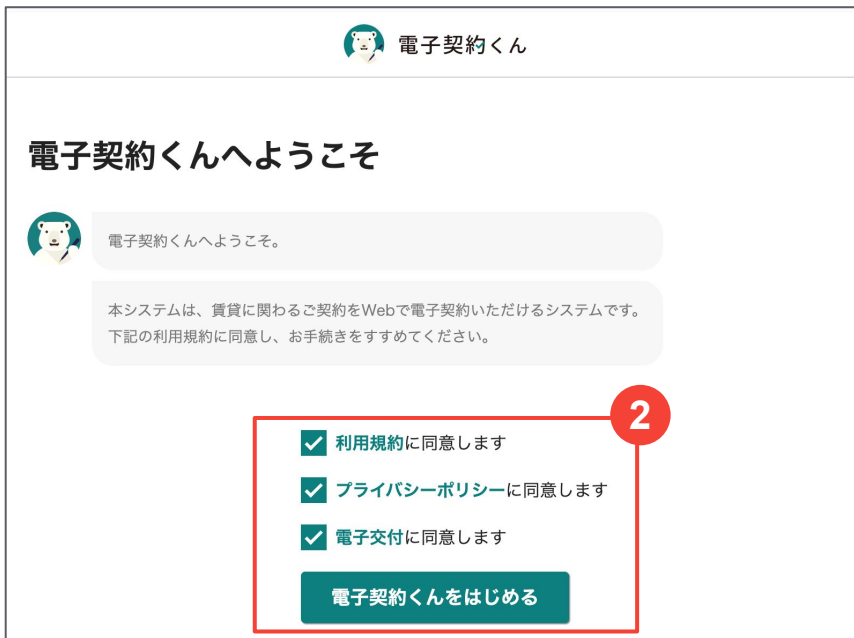 電子契約くん
電子契約くんへようこそ
電子契約くんへようこそ。
本システムは、賃貸に関わるご契約をWebで電子契約いただけるシステムです。
下記の利用規約に同意し、お手続きをすすめてください。
2
利用規約に同意します
プライバシーポリシーに同意します
電子交付に同意します
電子契約くんをはじめる